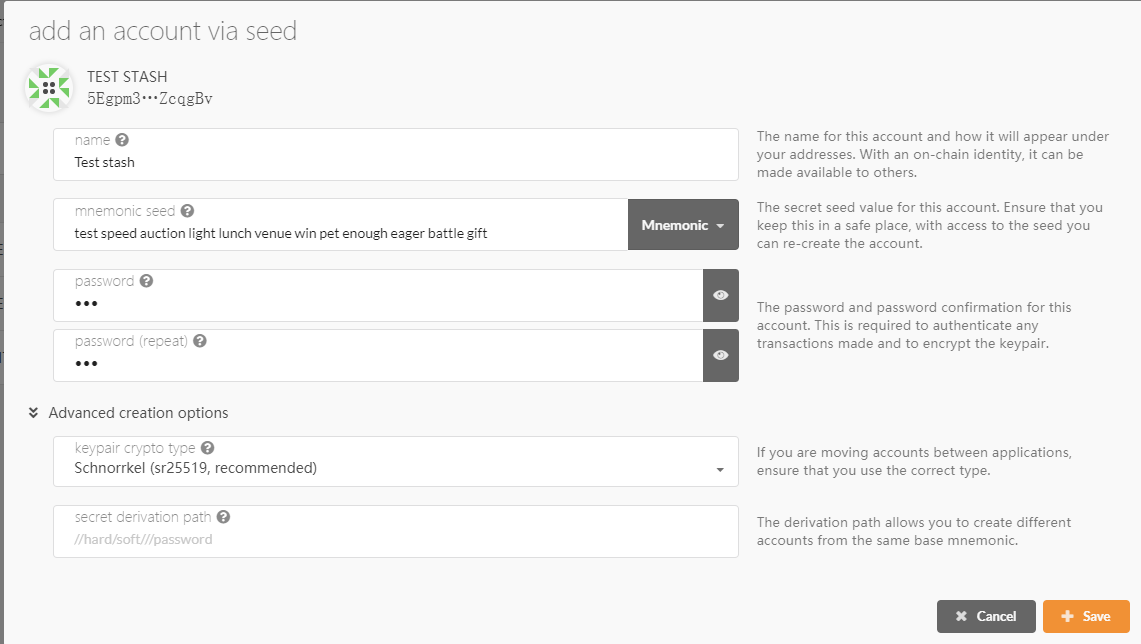 add an account via seed
TEST STASH
5Egpm3···ZcqgBv
name
Test stash
The name for this account and how it will appear under
your addresses. With an on-chain identity, it can be
made available to others.
mnemonic seed
test speed auction light lunch venue win pet enough eager battle gift
Mnemonic
The secret seed value for this account. Ensure that you
keep this in a safe place, with access to the seed you
can re-create the account.
password
•••
password (repeat)
•••
The password and password confirmation for this
account. This is required to authenticate any
transactions made and to encrypt the keypair.
Advanced creation options
keypair crypto type
Schnorrkel (sr25519, recommended)
If you are moving accounts between applications,
ensure that you use the correct type.
secret derivation path
//hard/soft///password
The derivation path allows you to create different
accounts from the same base mnemonic.
Cancel
Save